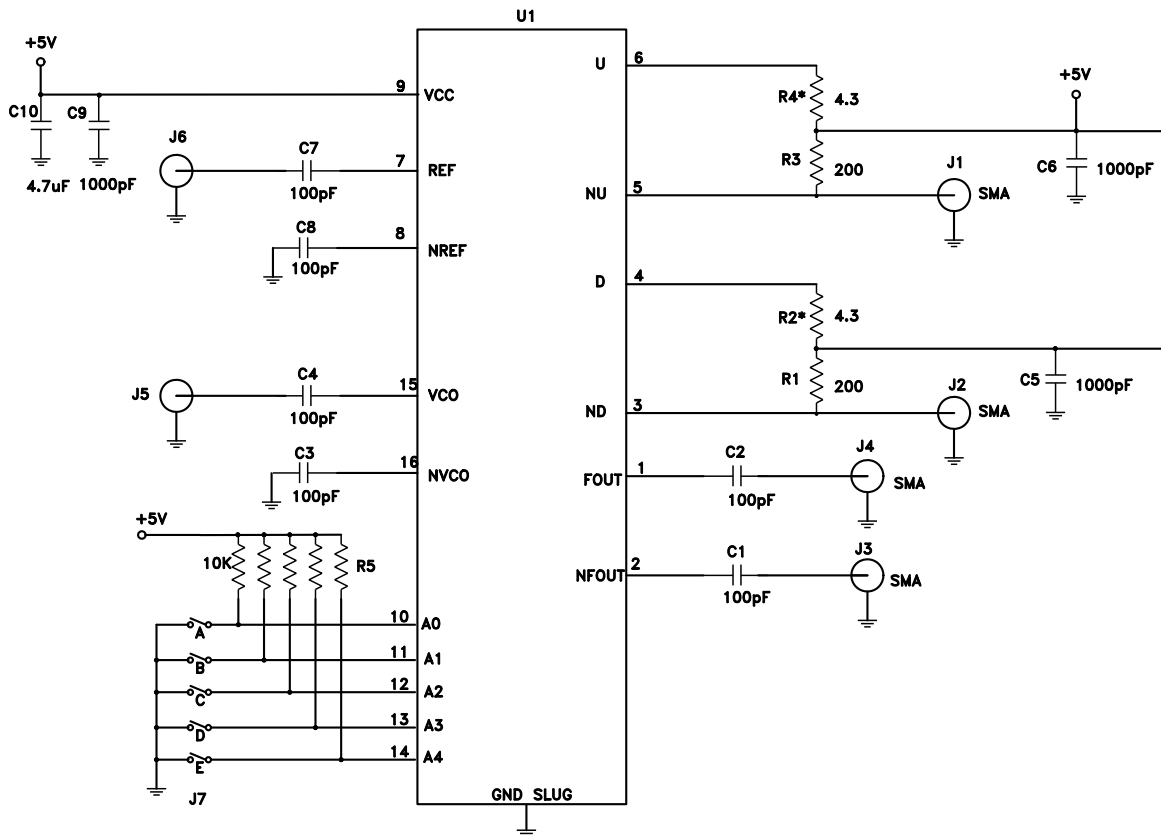 U1
+5V
C10
C9
4.7uF
1000pF
9
VCC
J6
C7
100pF
7
REF
C8
100pF
8
NREF
J5
C4
100pF
15
VCO
C3
100pF
16
NVCO
+5V
10K
R5
A
10
A0
B
11
A1
C
12
A2
D
13
A3
E
14
A4
J7
GND SLUG
U
6
R4*
4.3
+5V
R3
200
C6
1000pF
NU
5
J1
SMA
D
4
R2*
4.3
R1
200
C5
1000pF
ND
3
J2
SMA
FOUT
1
C2
100pF
J4
SMA
NFOUT
2
C1
100pF
J3
SMA